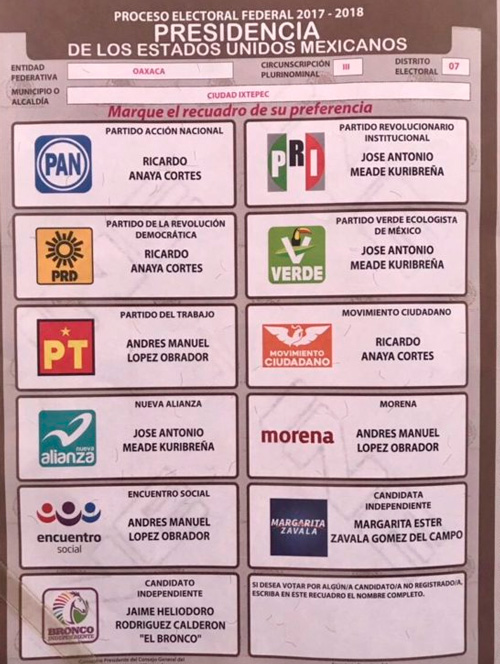 PROCESO ELECTORAL FEDERAL 2017 - 2018
PRESIDENCIA
DE LOS ESTADOS UNIDOS MEXICANOS
ENTIDAD
FEDERATIVA
OAXACA
CIRCUNSCRIPCIÓN
PLURINOMINAL
III
DISTRITO
ELECTORAL
07
MUNICIPIO O
ALCALDÍA
CIUDAD IXTEPEC
Marque el recuadro de su preferencia
PARTIDO ACCIÓN NACIONAL
PAN
RICARDO
ANAYA CORTES
PARTIDO REVOLUCIONARIO
INSTITUCIONAL
PRI
JOSE ANTONIO
MEADE KURIBREÑA
PARTIDO DE LA REVOLUCIÓN
DEMOCRÁTICA
PRD
RICARDO
ANAYA CORTES
PARTIDO VERDE ECOLOGISTA
DE MÉXICO
VERDE
JOSE ANTONIO
MEADE KURIBREÑA
PARTIDO DEL TRABAJO
PT
ANDRES MANUEL
LOPEZ OBRADOR
MOVIMIENTO CIUDADANO
MOVIMIENTO
CIUDADANO
RICARDO
ANAYA CORTES
NUEVA ALIANZA
nueva
alianza
JOSE ANTONIO
MEADE KURIBREÑA
MORENA
morena
ANDRES MANUEL
LOPEZ OBRADOR
ENCUENTRO SOCIAL
encuentro
social
ANDRES MANUEL
LOPEZ OBRADOR
CANDIDATA
INDEPENDIENTE
MARGARITA
ZAVALA
MARGARITA ESTER
ZAVALA GOMEZ DEL CAMPO
CANDIDATO
INDEPENDIENTE
BRONCO
INDEPENDIENTE
JAIME HELIODORO
RODRIGUEZ CALDERON
"EL BRONCO"
SI DESEA VOTAR POR ALGÚN/A CANDIDATO/A NO REGISTRADO/A,
ESCRIBA EN ESTE RECUADRO EL NOMBRE COMPLETO.
Presidente del Consejo General del